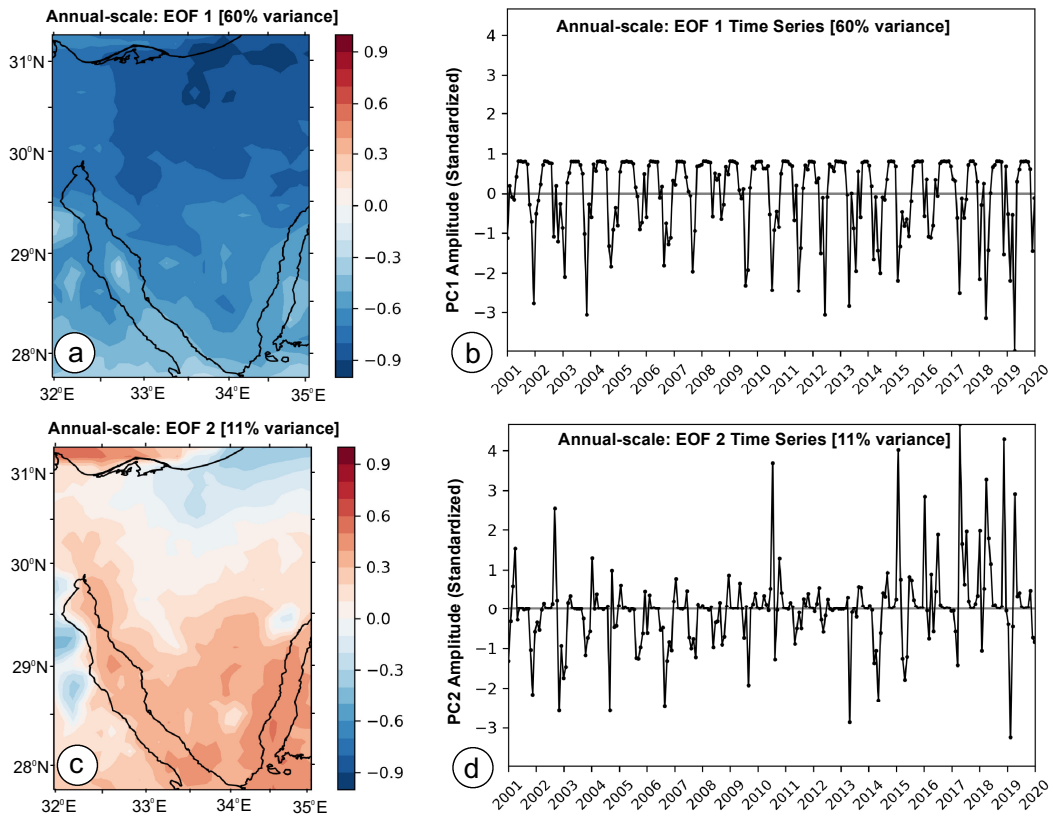 Annual-scale: EOF 1 [60% variance]
31°N
30°N
29°N
28°N
32°E
33°E
34°E
35°E
0.9
0.6
0.3
0.0
−0.3
−0.6
−0.9
a
Annual-scale: EOF 1 Time Series [60% variance]
PC1 Amplitude (Standardized)
4
3
2
1
0
−1
−2
−3
2001
2002
2003
2004
2005
2006
2007
2008
2009
2010
2011
2012
2013
2014
2015
2016
2017
2018
2019
2020
b
Annual-scale: EOF 2 [11% variance]
31°N
30°N
29°N
28°N
32°E
33°E
34°E
35°E
0.9
0.6
0.3
0.0
−0.3
−0.6
−0.9
c
Annual-scale: EOF 2 Time Series [11% variance]
PC2 Amplitude (Standardized)
4
3
2
1
0
−1
−2
−3
2001
2002
2003
2004
2005
2006
2007
2008
2009
2010
2011
2012
2013
2014
2015
2016
2017
2018
2019
2020
d